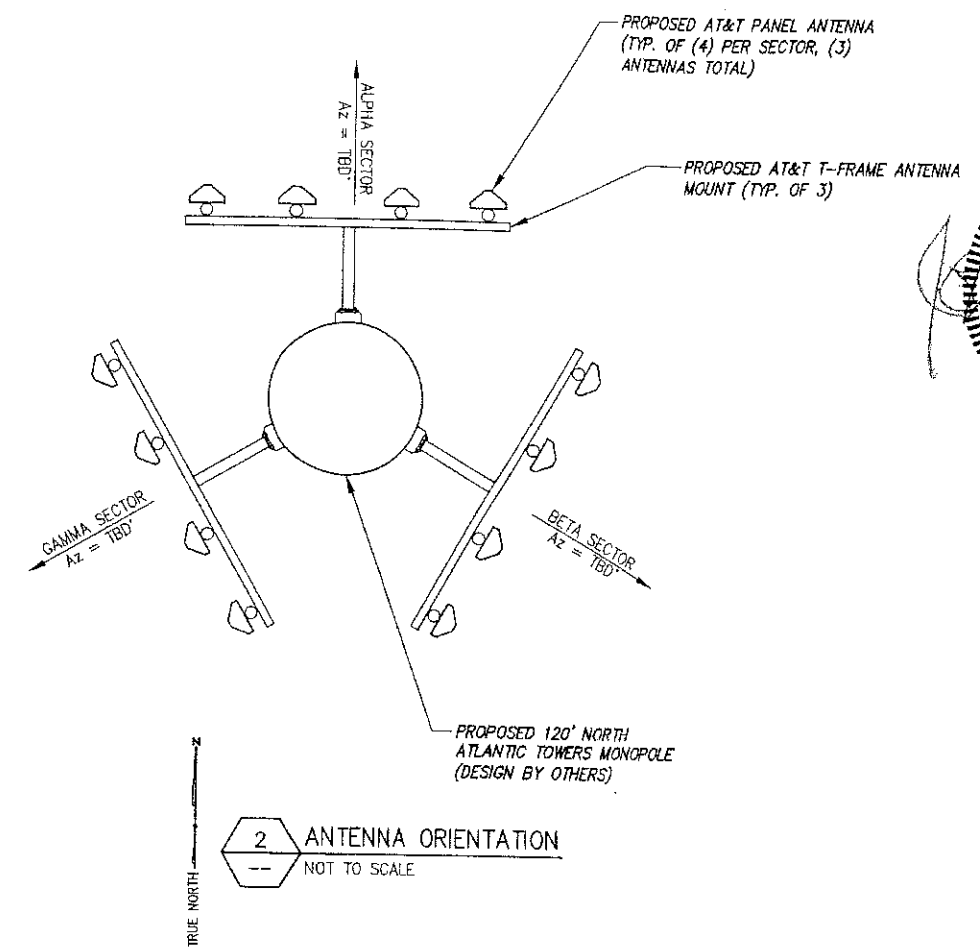 PROPOSED AT&T PANEL ANTENNA
(TYP. OF (4) PER SECTOR, (3)
ANTENNAS TOTAL)
ALPHA SECTOR
Az = TBD°
PROPOSED AT&T T-FRAME ANTENNA
MOUNT (TYP. OF 3)
GAMMA SECTOR
Az = TBD°
BETA SECTOR
Az = TBD°
PROPOSED 120' NORTH
ATLANTIC TOWERS MONOPOLE
(DESIGN BY OTHERS)
N
TRUE NORTH
2
--
ANTENNA ORIENTATION
NOT TO SCALE